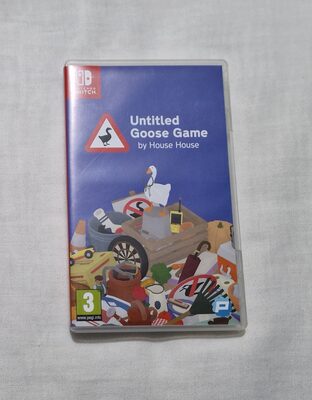 NINTENDO
SWITCH
Untitled
Goose Game
by House House
3
www.pegi.info